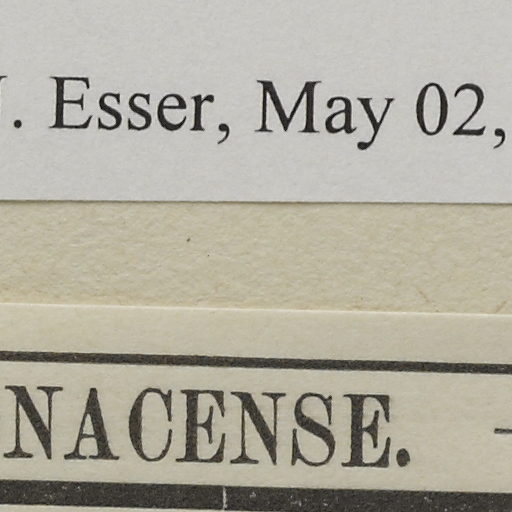 . Esser, May 02,
NACENSE. -